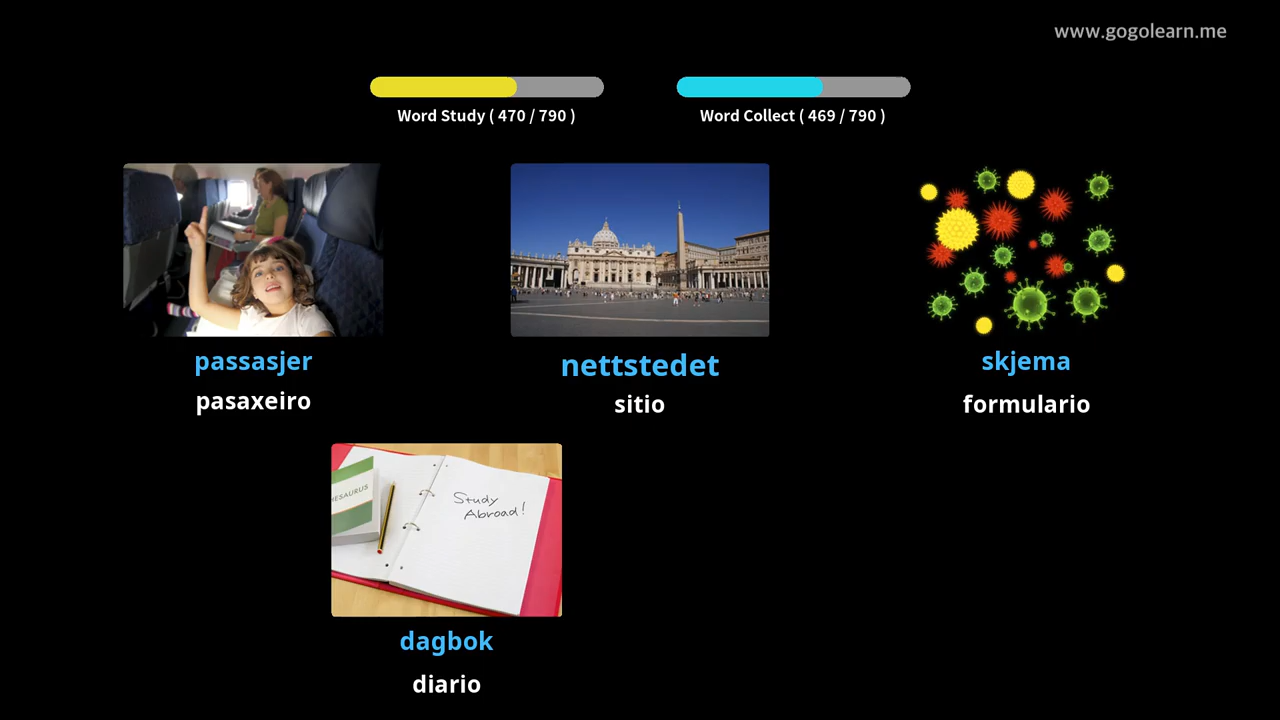 www.gogolearn.me
Word Study ( 470 / 790 )
Word Collect ( 469 / 790 )
passasjer
pasaxeiro
nettstedet
sitio
skjema
formulario
HESAURUS
Study
Abroad!
dagbok
diario